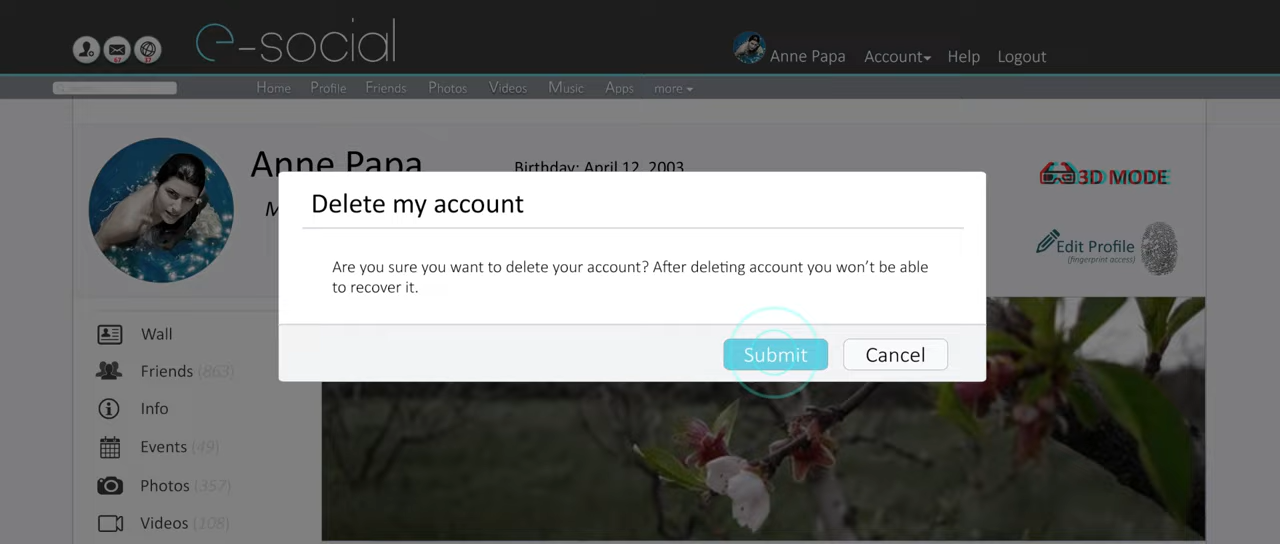 e-social
Anne Papa Account Help Logout
67
Home Profile Friends Photos Videos Music Apps more
Anne Papa
Birthday: April 12, 2003
3D MODE
Delete my account
Edit Profile
(fingerprint access)
Are you sure you want to delete your account? After deleting account you won't be able
to recover it.
Submit Cancel
Wall
Friends (863)
Info
Events (49)
Photos (357)
Videos (108)